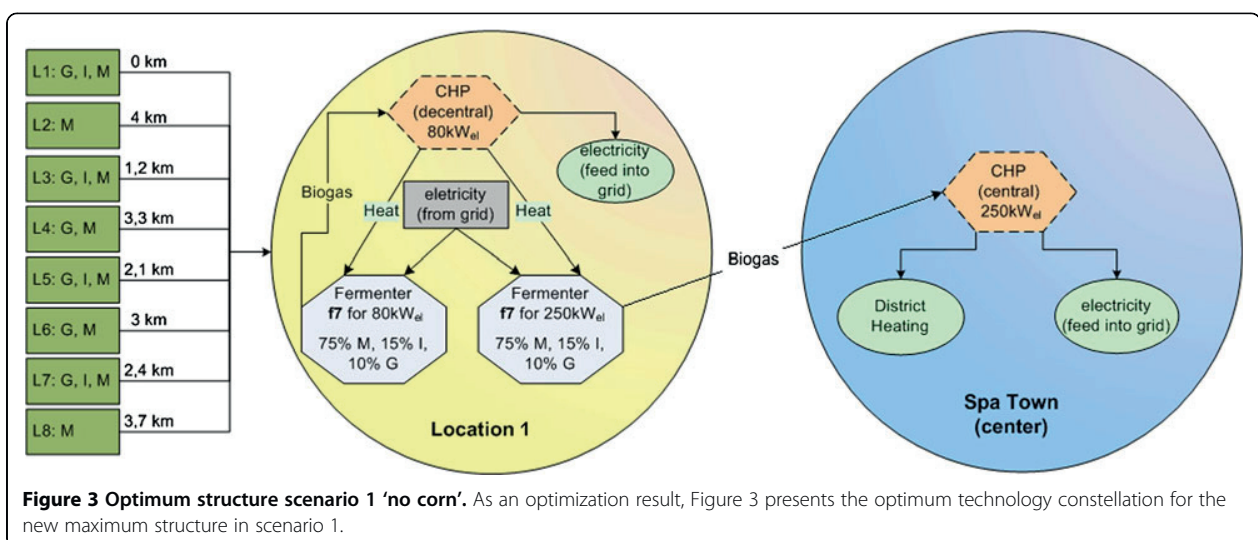 L1: G, I, M
0 km
L2: M
4 km
L3: G, I, M
1,2 km
L4: G, M
3,3 km
L5: G, I, M
2,1 km
L6: G, M
3 km
L7: G, I, M
2,4 km
L8: M
3,7 km
CHP
(decentral)
80kWel
electricity
(feed into
grid)
Biogas
Heat
eletricity
(from grid)
Heat
Fermenter
f7 for 80kWel
75% M, 15% I,
10% G
Fermenter
f7 for 250kWel
75% M, 15% I,
10% G
Location 1
Biogas
CHP
(central)
250kWel
District
Heating
electricity
(feed into grid)
Spa Town
(center)
Figure 3 Optimum structure scenario 1 'no corn'. As an optimization result, Figure 3 presents the optimum technology constellation for the
new maximum structure in scenario 1.